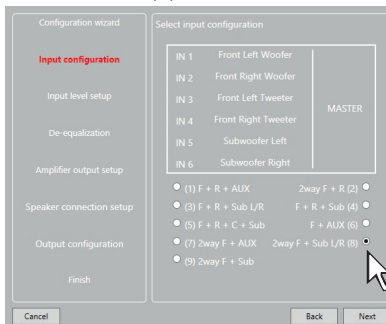 Configuration wizard
Input configuration
Input level setup
De-equalization
Amplifier output setup
Speaker connection setup
Output configuration
Finish
Select input configuration
IN 1 Front Left Woofer
IN 2 Front Right Woofer
IN 3 Front Left Tweeter
IN 4 Front Right Tweeter
IN 5 Subwoofer Left
IN 6 Subwoofer Right
MASTER
(1) F + R + AUX 2way F + R (2)
(3) F + R + Sub L/R F + R + Sub (4)
(5) F + R + C + Sub F + AUX (6)
(7) 2way F + AUX 2way F + Sub L/R (8)
(9) 2way F + Sub
Cancel Back Next